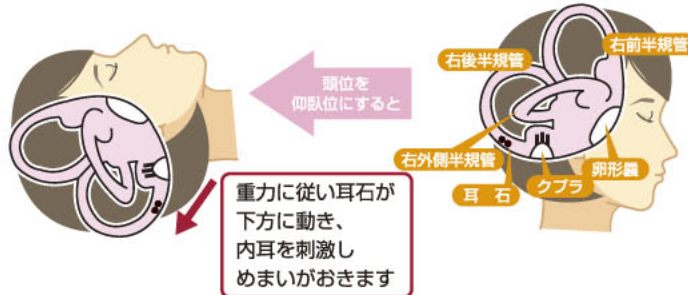 頭位を
仰臥位にすると
右後半規管
右前半規管
右外側半規管
耳 石
クプラ
卵形嚢
重力に従い耳石が
下方に動き、
内耳を刺激し
めまいがおきます